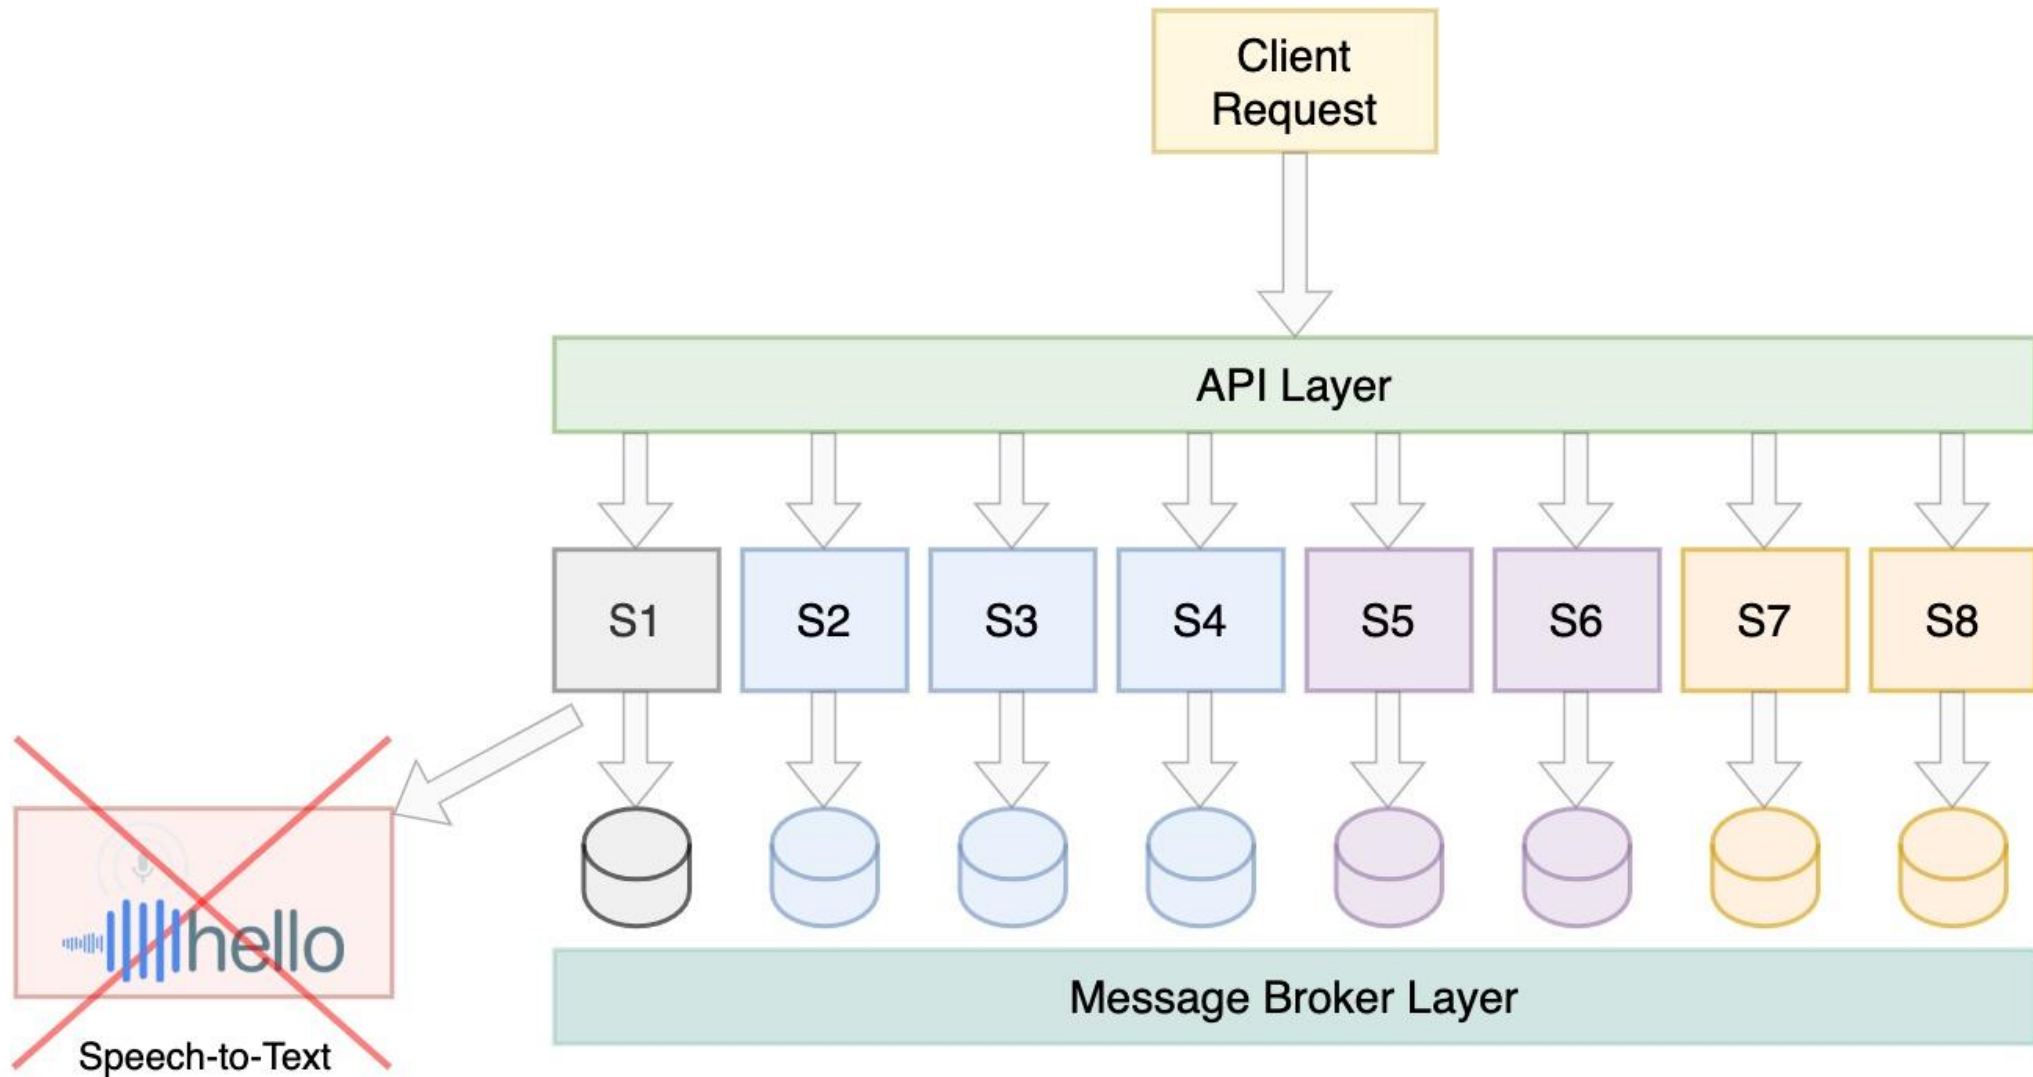 Client
Request
API Layer
S1
S2
S3
S4
S5
S6
S7
S8
hello
Message Broker Layer
Speech-to-Text